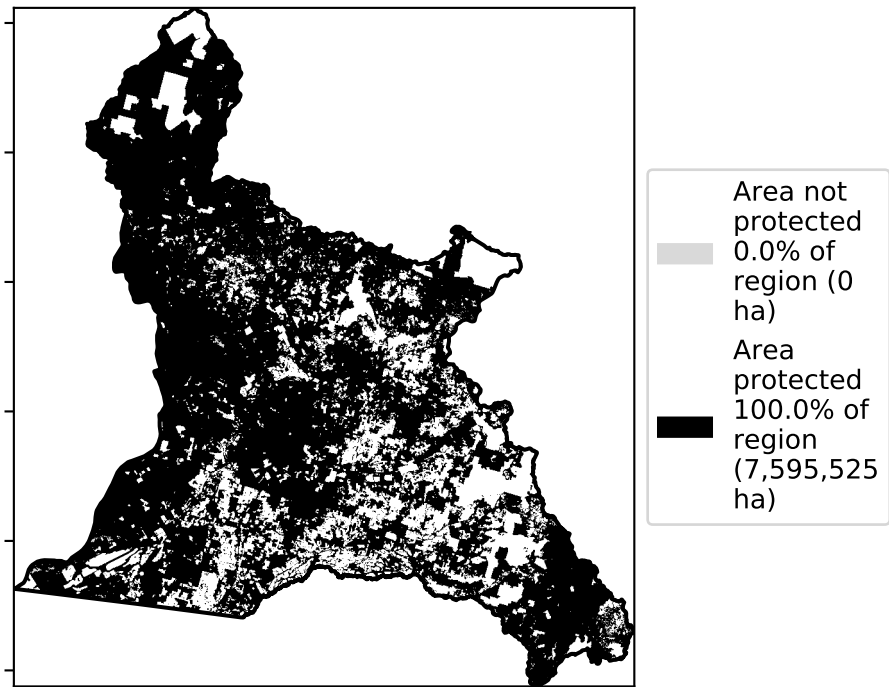 Area not
protected
0.0% of
region (0
ha)
Area
protected
100.0% of
region
(7,595,525
ha)